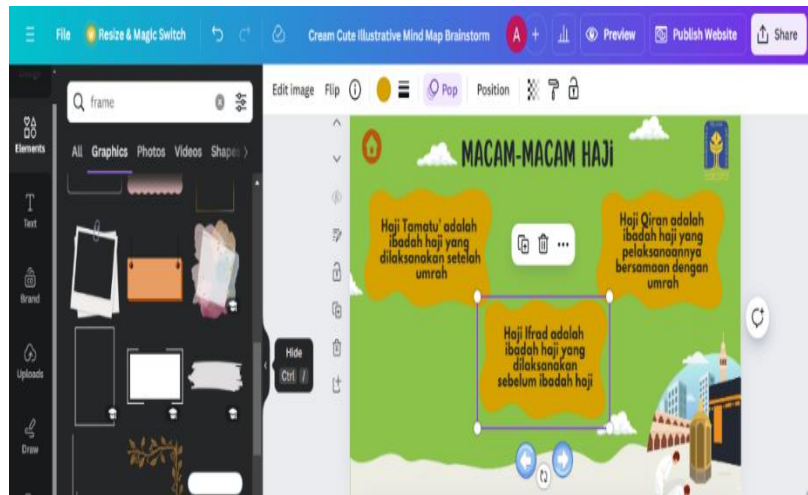 File
Resize & Magic Switch
Cream Cute Illustrative Mind Map Brainstorm
A
+
Preview
Publish Website
Share
Elements
Text
Brand
Uploads
Draw
frame
All Graphics Photos Videos Shapes
Hide
Ctrl /
Edit image Flip
Pop
Position
MACAM-MACAM HAJi
Haji Tamatu' adalah
ibadah haji yang
dilaksanakan setelah
umrah
Haji Qiran adalah
ibadah haji yang
pelaksanaannya
bersamaan dengan
umrah
Haji Ifrad adalah
ibadah haji yang
dilaksanakan
sebelum ibadah haji